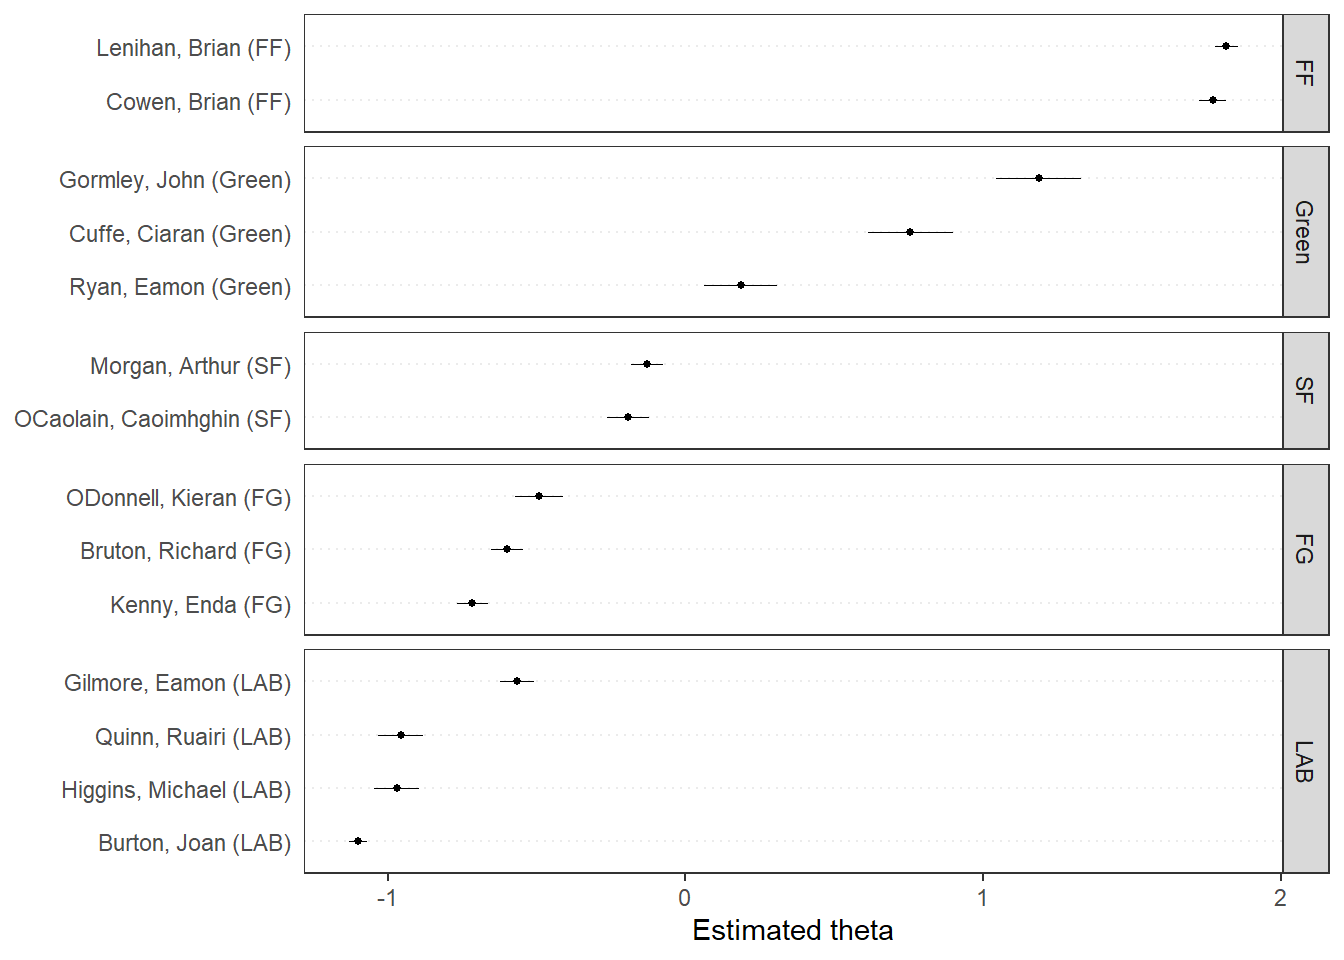 Lenihan, Brian (FF)
Cowen, Brian (FF)
FF
Gormley, John (Green)
Cuffe, Ciaran (Green)
Ryan, Eamon (Green)
Green
Morgan, Arthur (SF)
OCaolain, Caoimhghin (SF)
SF
ODonnell, Kieran (FG)
Bruton, Richard (FG)
Kenny, Enda (FG)
FG
Gilmore, Eamon (LAB)
Quinn, Ruairi (LAB)
Higgins, Michael (LAB)
Burton, Joan (LAB)
LAB
-1 0 1 2
Estimated theta